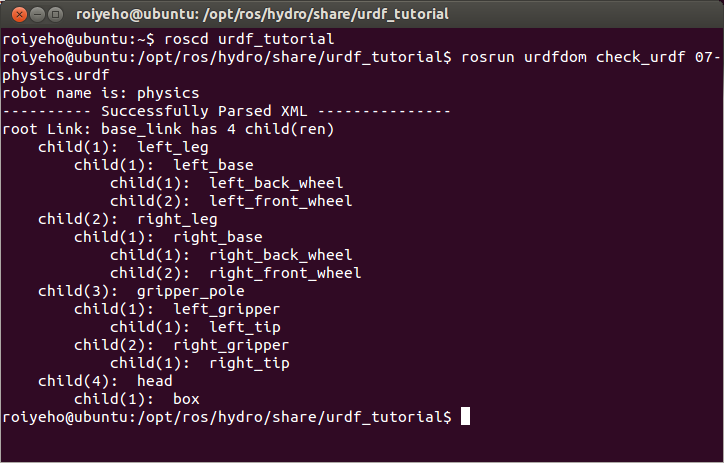 roiyeho@ubuntu: /opt/ros/hydro/share/urdf_tutorial
roiyeho@ubuntu:~$ roscd urdf_tutorial
roiyeho@ubuntu:/opt/ros/hydro/share/urdf_tutorial$ rosrun urdfdom check_urdf 07-
physics.urdf
robot name is: physics
---------- Successfully Parsed XML ---------------
root Link: base_link has 4 child(ren)
    child(1):  left_leg
        child(1):  left_base
            child(1):  left_back_wheel
            child(2):  left_front_wheel
    child(2):  right_leg
        child(1):  right_base
            child(1):  right_back_wheel
            child(2):  right_front_wheel
    child(3):  gripper_pole
        child(1):  left_gripper
            child(1):  left_tip
        child(2):  right_gripper
            child(1):  right_tip
    child(4):  head
        child(1):  box
roiyeho@ubuntu:/opt/ros/hydro/share/urdf_tutorial$